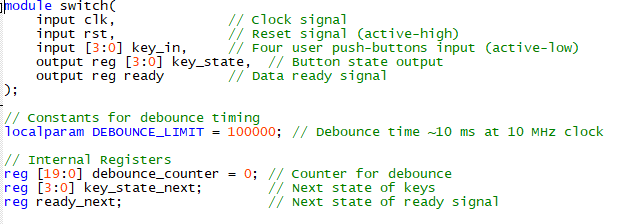 module switch(
    input clk,              // Clock signal
    input rst,              // Reset signal (active-high)
    input [3:0] key_in,     // Four user push-buttons input (active-low)
    output reg [3:0] key_state,  // Button state output
    output reg ready        // Data ready signal
);
// Constants for debounce timing
localparam DEBOUNCE_LIMIT = 100000; // Debounce time ~10 ms at 10 MHz clock
// Internal Registers
reg [19:0] debounce_counter = 0; // Counter for debounce
reg [3:0] key_state_next;        // Next state of keys
reg ready_next;                  // Next state of ready signal